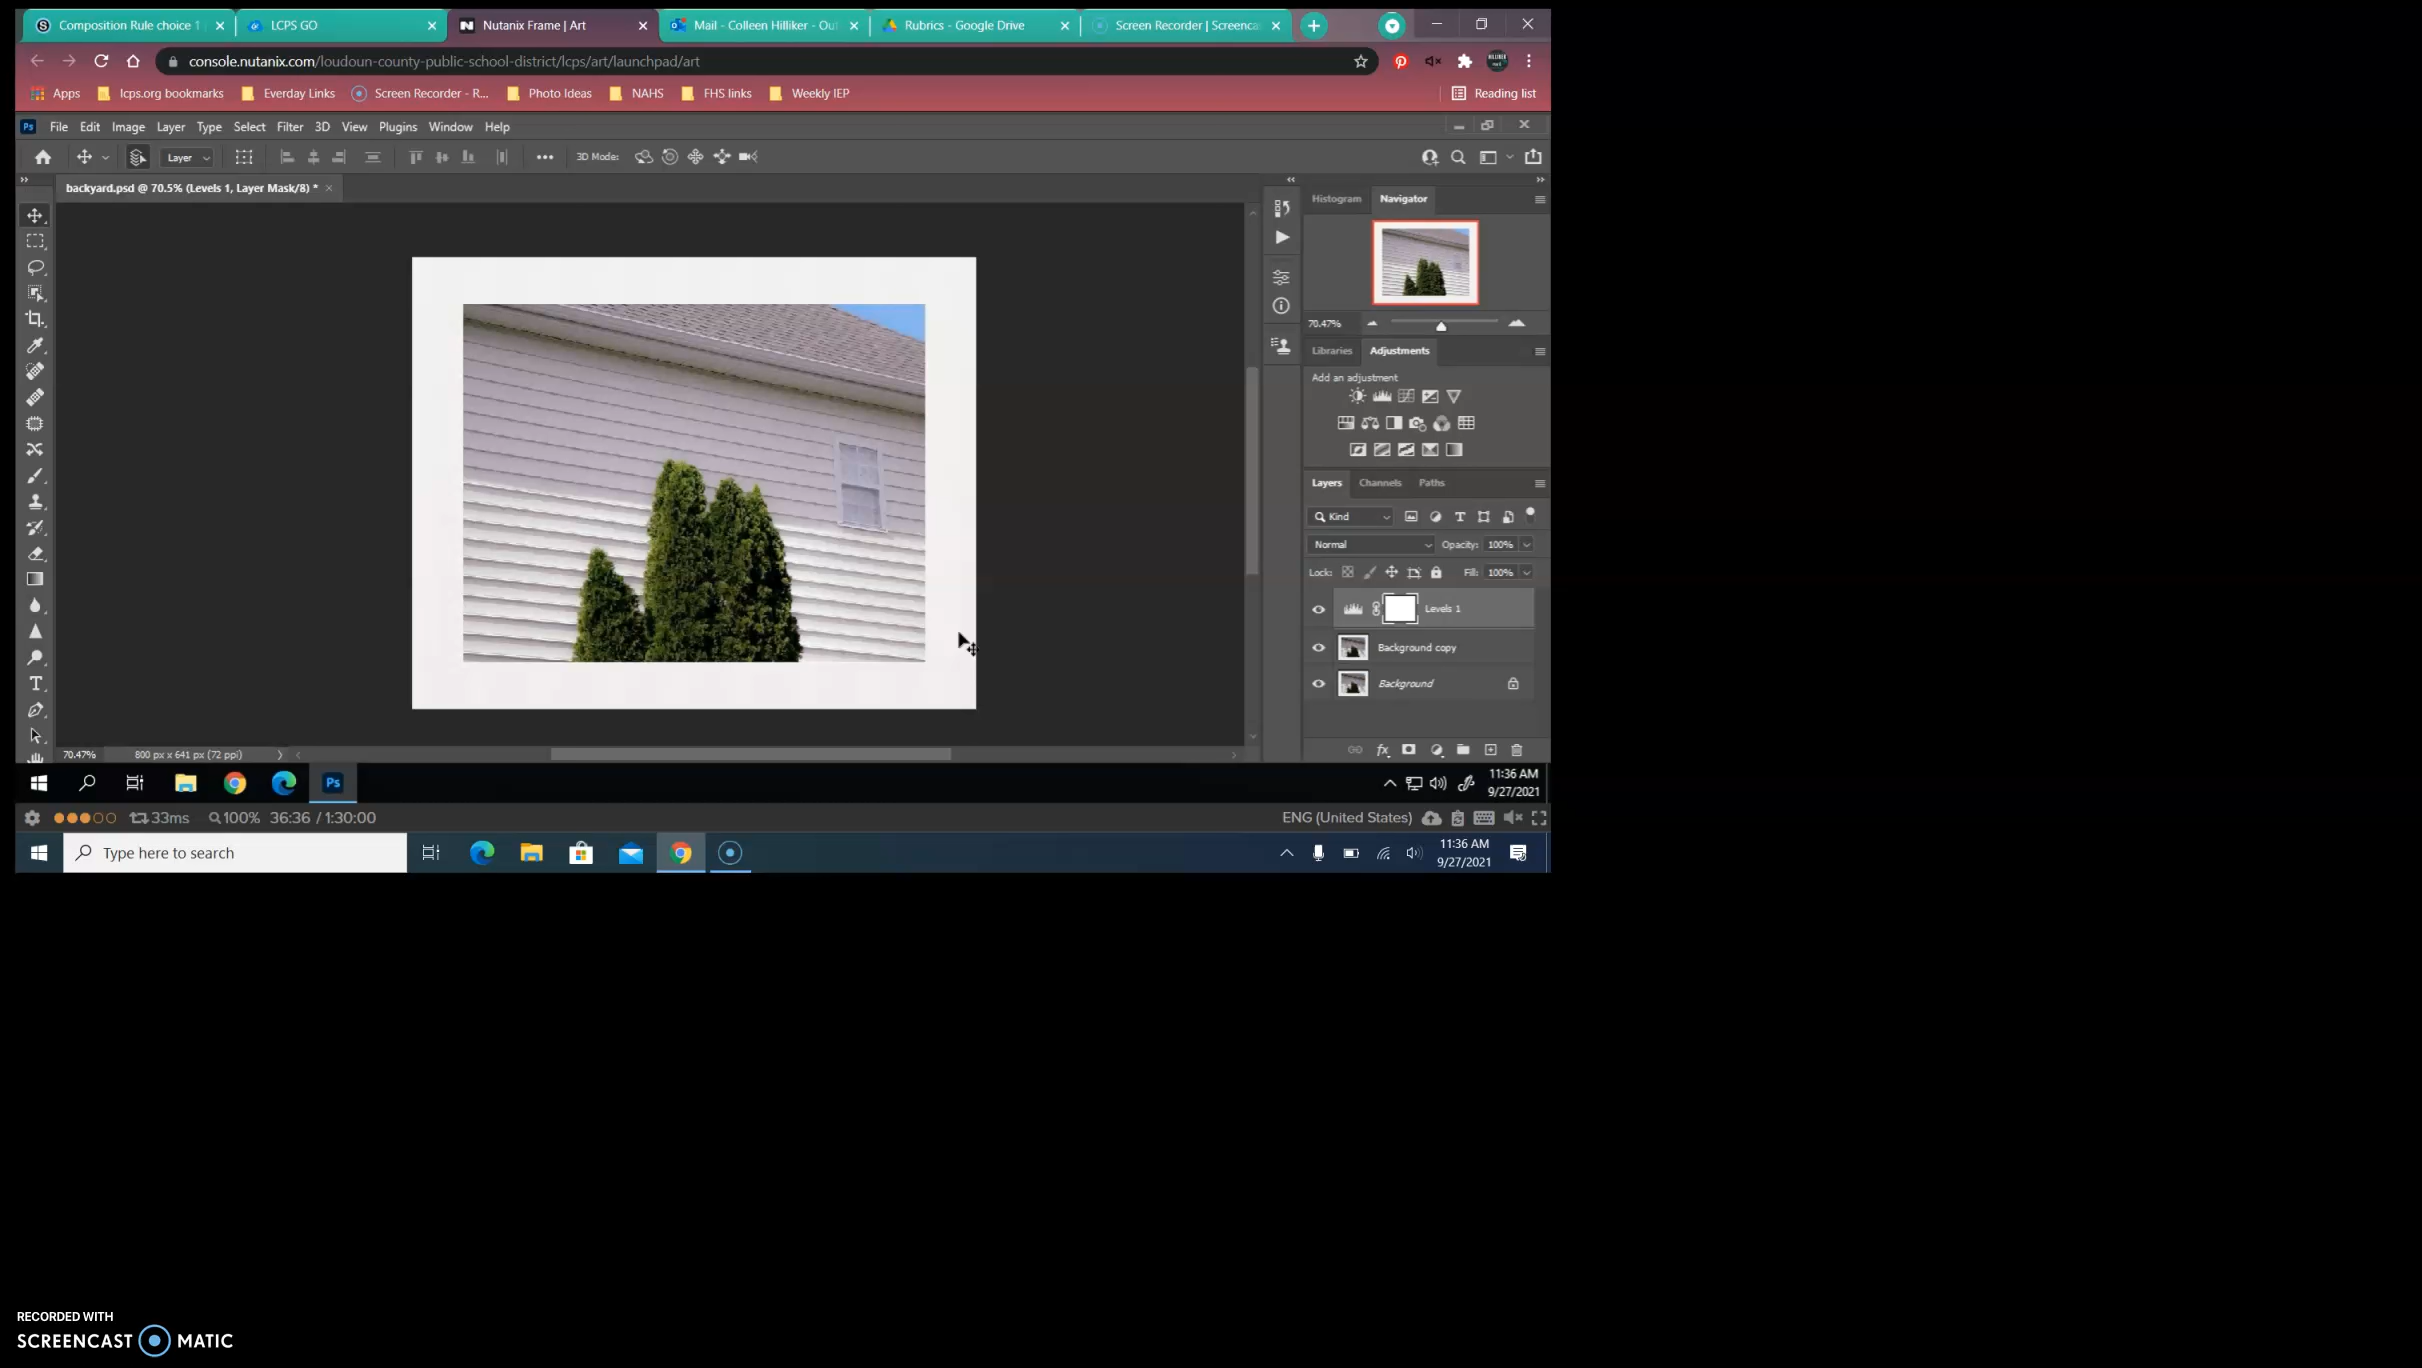 Composition Rule choice 1
LCPS GO
Nutanix Frame | Art
Mail - Colleen Hilliker - Out
Rubrics - Google Drive
Screen Recorder | Screenca
console.nutanix.com/loudoun-county-public-school-district/lcps/art/launchpad/art
Apps
lcps.org bookmarks
Everday Links
Screen Recorder - R...
Photo Ideas
NAHS
FHS links
Weekly IEP
Reading list
Ps File Edit Image Layer Type Select Filter 3D View Plugins Window Help
Layer
3D Mode:
backyard.psd @ 70.5% (Levels 1, Layer Mask/8) *
Histogram Navigator
70.47%
Libraries Adjustments
Add an adjustment
Layers Channels Paths
Kind
Normal Opacity: 100%
Lock: Fill: 100%
Levels 1
Background copy
Background
70.47% 800 px x 641 px (72 ppi)
Ps
11:36 AM
9/27/2021
33ms 100% 36:36 / 1:30:00
ENG (United States)
Type here to search
11:36 AM
9/27/2021
RECORDED WITH
SCREENCAST MATIC